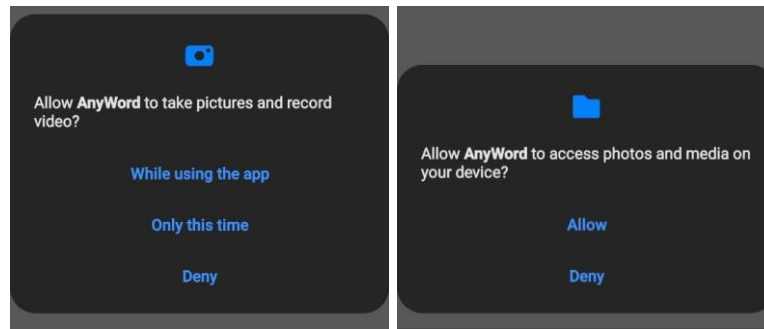 Allow AnyWord to take pictures and record
video?
While using the app
Only this time
Deny
Allow AnyWord to access photos and media on
your device?
Allow
Deny